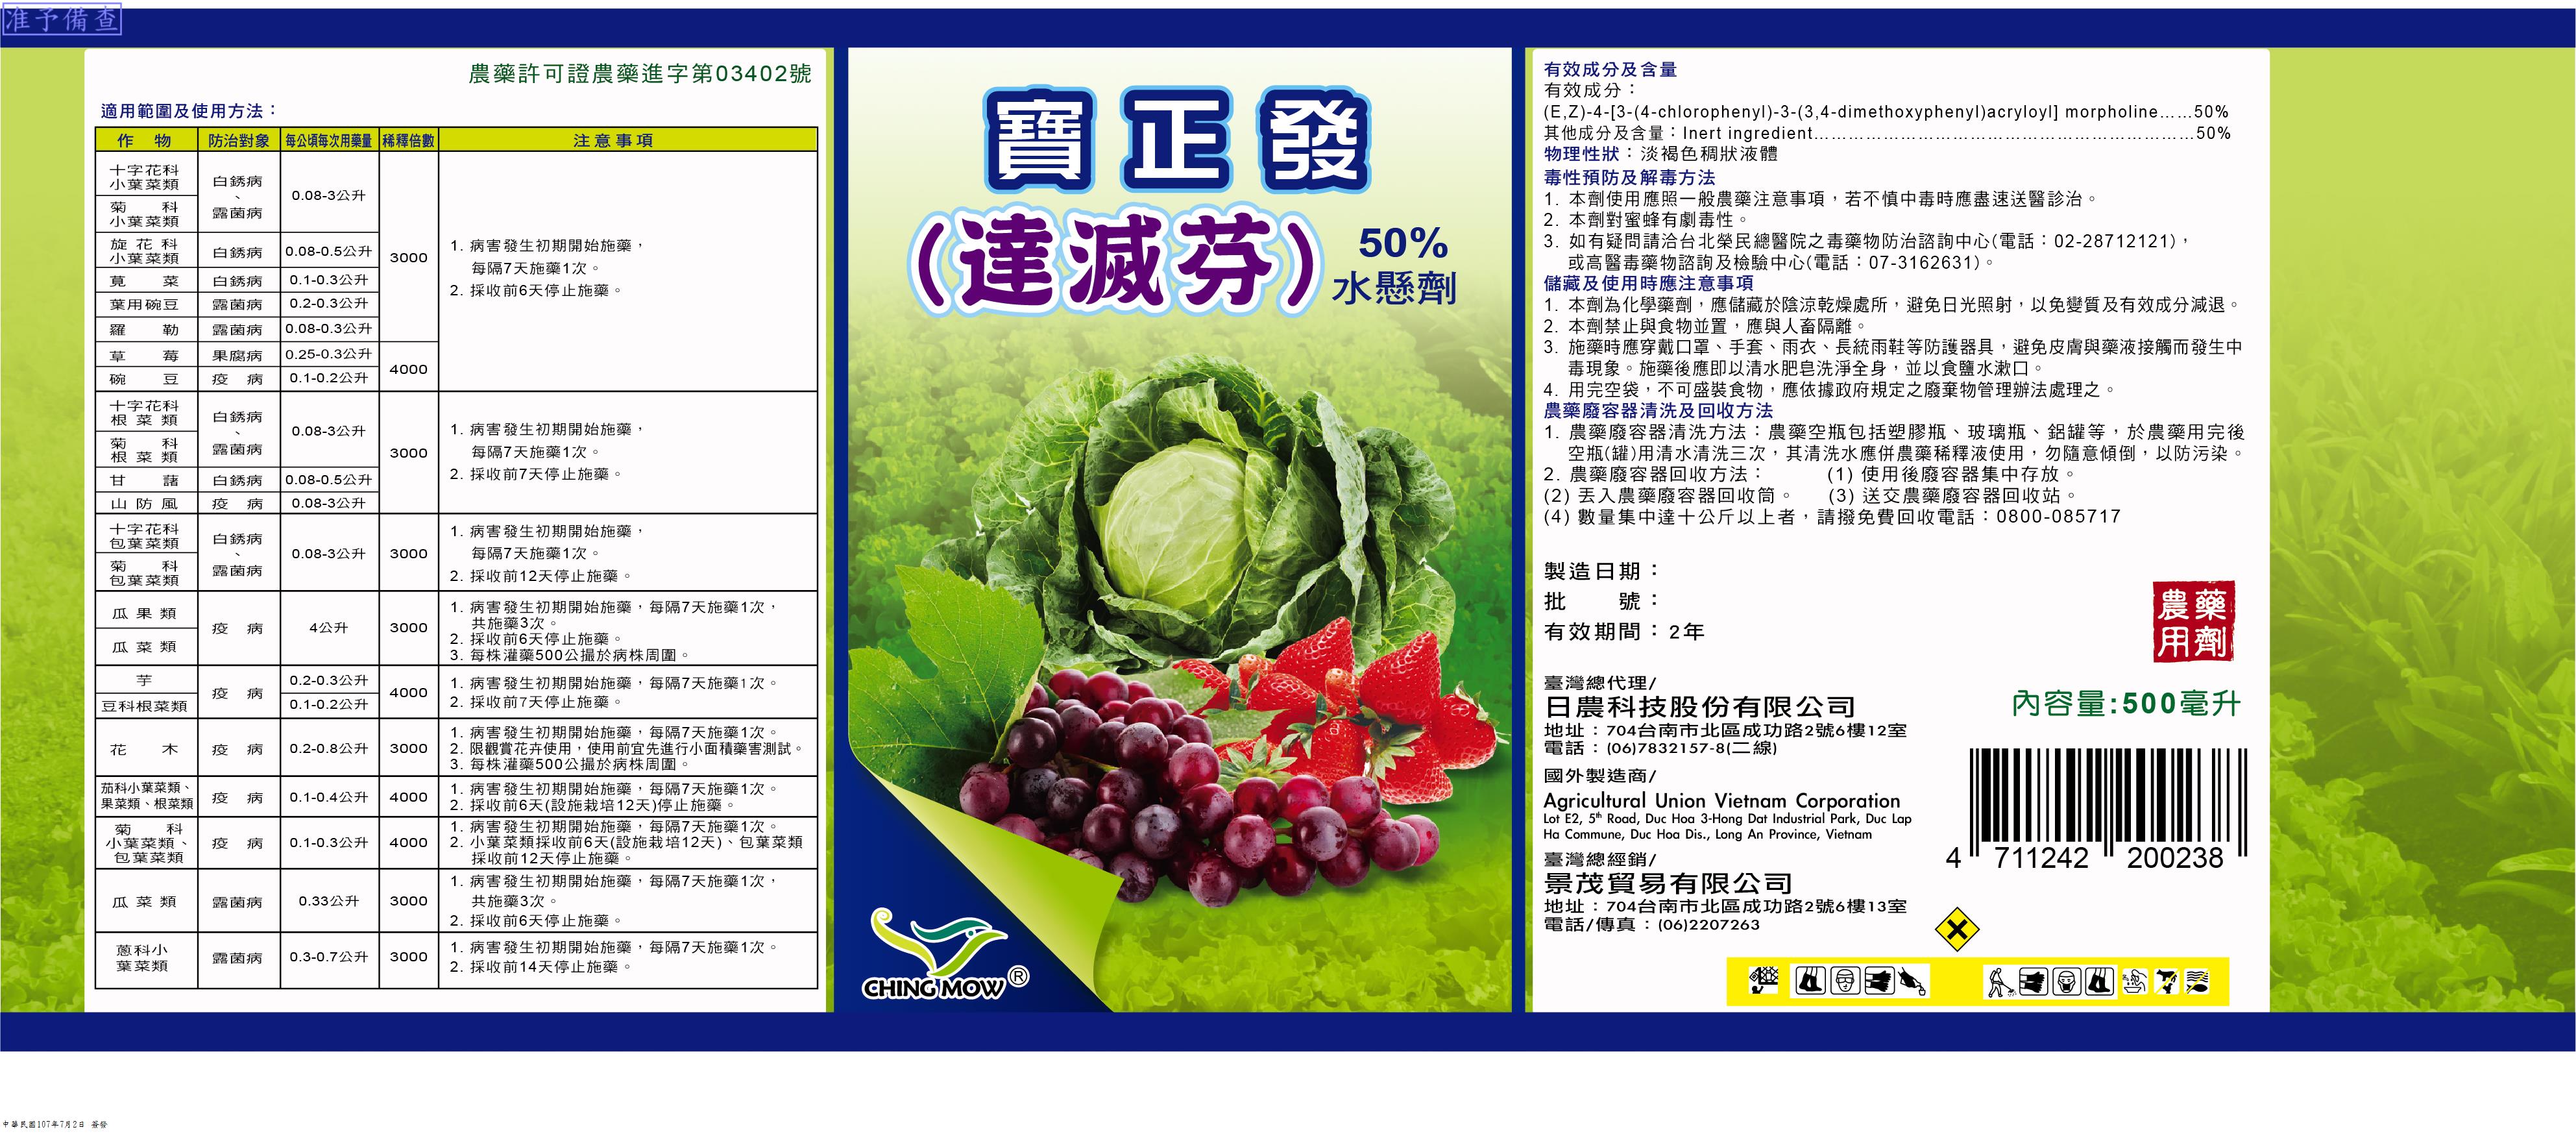 准予備查
農藥許可證農藥進字第03402號
適用範圍及使用方法：
作 物 防治對象 每公頃每次用藥量 稀釋倍數 注意事項
十字花科
小葉菜類
菊 科
小葉菜類
白銹病
、
露菌病
0.08-3公升
旋花科
小葉菜類
白銹病 0.08-0.5公升
莧 菜 白銹病 0.1-0.3公升
葉用碗豆 露菌病 0.2-0.3公升
羅 勒 露菌病 0.08-0.3公升
3000
草 莓 果腐病 0.25-0.3公升
碗 豆 疫 病 0.1-0.2公升
4000
1. 病害發生初期開始施藥，
每隔7天施藥1次。
2. 採收前6天停止施藥。
十字花科
根菜類
菊 科
根菜類
白銹病
、
露菌病
0.08-3公升
甘 藷 白銹病 0.08-0.5公升
山防風 疫 病 0.08-3公升
3000
1. 病害發生初期開始施藥，
每隔7天施藥1次。
2. 採收前7天停止施藥。
十字花科
包葉菜類
菊 科
包葉菜類
白銹病
、
露菌病
0.08-3公升 3000
1. 病害發生初期開始施藥，
每隔7天施藥1次。
2. 採收前12天停止施藥。
瓜果類
瓜菜類
疫 病 4公升 3000
1. 病害發生初期開始施藥，每隔7天施藥1次，
共施藥3次。
2. 採收前6天停止施藥。
3. 每株灌藥500公撮於病株周圍。
芋 0.2-0.3公升
豆科根菜類 0.1-0.2公升
疫 病 4000
1. 病害發生初期開始施藥，每隔7天施藥1次。
2. 採收前7天停止施藥。
花 木 疫 病 0.2-0.8公升 3000
1. 病害發生初期開始施藥，每隔7天施藥1次。
2. 限觀賞花卉使用，使用前宜先進行小面積藥害測試。
3. 每株灌藥500公撮於病株周圍。
茄科小葉菜類、
果菜類、根菜類
疫 病 0.1-0.4公升 4000
1. 病害發生初期開始施藥，每隔7天施藥1次。
2. 採收前6天(設施栽培12天)停止施藥。
菊 科
小葉菜類、
包葉菜類
疫 病 0.1-0.3公升 4000
1. 病害發生初期開始施藥，每隔7天施藥1次。
2. 小葉菜類採收前6天(設施栽培12天)、包葉菜類
採收前12天停止施藥。
瓜菜類 露菌病 0.33公升 3000
1. 病害發生初期開始施藥，每隔7天施藥1次，
共施藥3次。
2. 採收前6天停止施藥。
蔥科小
葉菜類
露菌病 0.3-0.7公升 3000
1. 病害發生初期開始施藥，每隔7天施藥1次。
2. 採收前14天停止施藥。
寶正發
(達滅芬)
50%
水懸劑
CHING MOW®
有效成分及含量
有效成分：
(E,Z)-4-[3-(4-chlorophenyl)-3-(3,4-dimethoxyphenyl)acryloyl] morpholine......50%
其他成分及含量：Inert ingredient..................................................................50%
物理性狀：淡褐色稠狀液體
毒性預防及解毒方法
1. 本劑使用應照一般農藥注意事項，若不慎中毒時應盡速送醫診治。
2. 本劑對蜜蜂有劇毒性。
3. 如有疑問請洽台北榮民總醫院之毒藥物防治諮詢中心(電話：02-28712121)，
或高醫毒藥物諮詢及檢驗中心(電話：07-3162631)。
儲藏及使用時應注意事項
1. 本劑為化學藥劑，應儲藏於陰涼乾燥處所，避免日光照射，以免變質及有效成分減退。
2. 本劑禁止與食物並置，應與人畜隔離。
3. 施藥時應穿戴口罩、手套、雨衣、長統雨鞋等防護器具，避免皮膚與藥液接觸而發生中
毒現象。施藥後應即以清水肥皂洗淨全身，並以食鹽水漱口。
4. 用完空袋，不可盛裝食物，應依據政府規定之廢棄物管理辦法處理之。
農藥廢容器清洗及回收方法
1. 農藥廢容器清洗方法：農藥空瓶包括塑膠瓶、玻璃瓶、鋁罐等，於農藥用完後
空瓶(罐)用清水清洗三次，其清洗水應併農藥稀釋液使用，勿隨意傾倒，以防污染。
2. 農藥廢容器回收方法： (1) 使用後廢容器集中存放。
(2) 丟入農藥廢容器回收筒。 (3) 送交農藥廢容器回收站。
(4) 數量集中達十公斤以上者，請撥免費回收電話：0800-085717
製造日期：
批 號：
有效期間：2年
農藥
用劑
臺灣總代理/
日農科技股份有限公司
地址：704台南市北區成功路2號6樓12室
電話：(06)7832157-8(二線)
內容量:500毫升
國外製造商/
Agricultural Union Vietnam Corporation
Lot E2, 5th Road, Duc Hoa 3-Hong Dat Industrial Park, Duc Lap
Ha Commune, Duc Hoa Dis., Long An Province, Vietnam
臺灣總經銷/
景茂貿易有限公司
地址：704台南市北區成功路2號6樓13室
電話/傳真：(06)2207263
4 711242 200238
中華民國107年7月2日 簽發